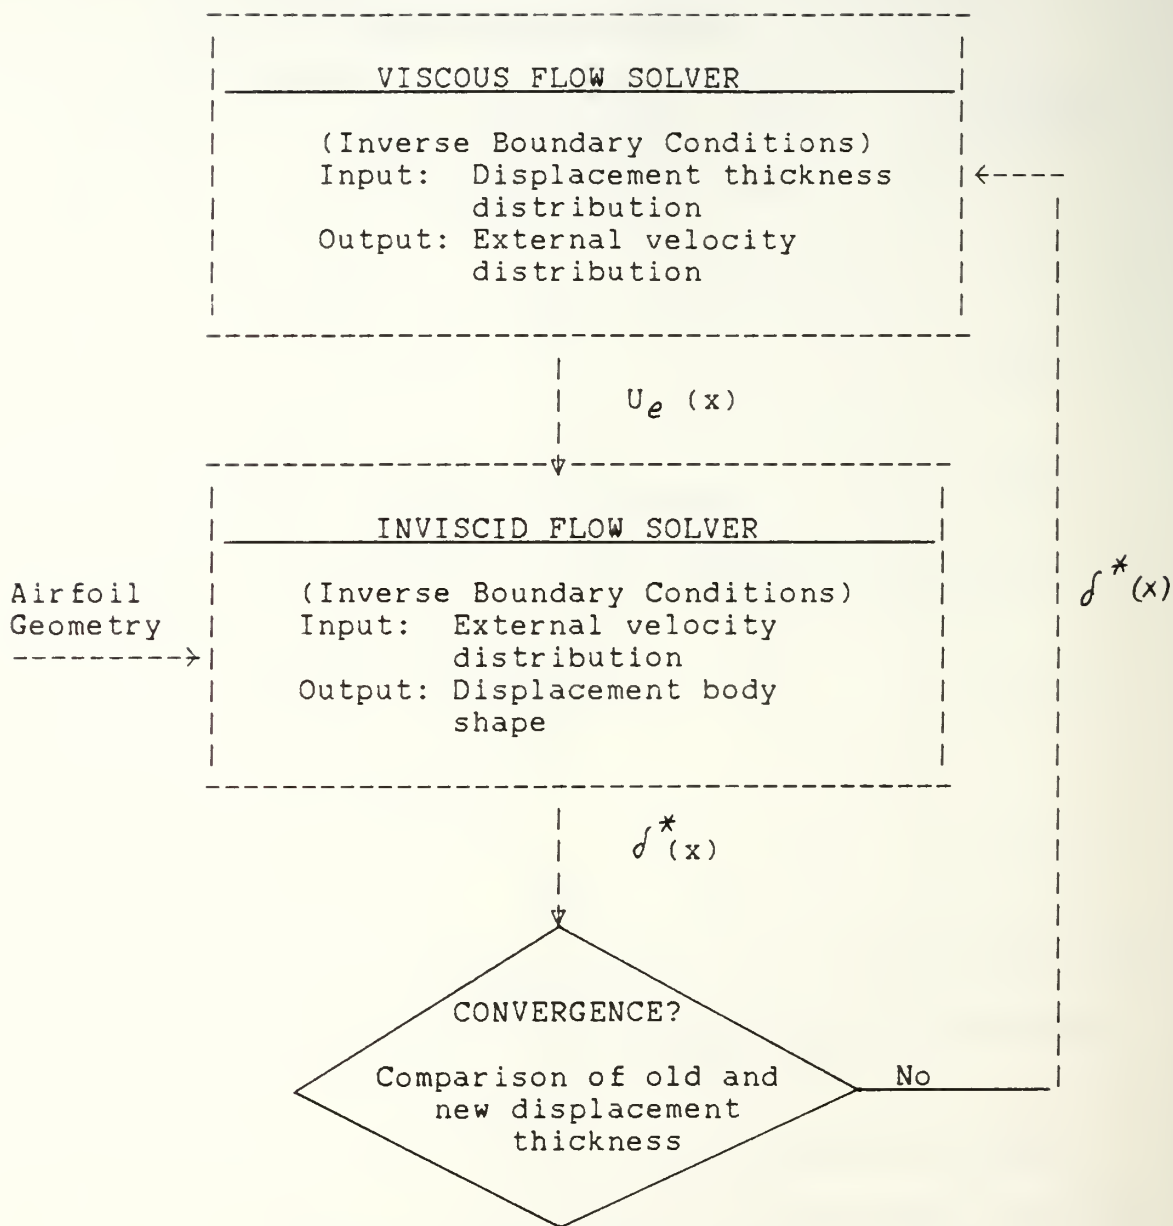 VISCOUS FLOW SOLVER
(Inverse Boundary Conditions)
Input: Displacement thickness
distribution
Output: External velocity
distribution
U_e (x)
INVISCID FLOW SOLVER
Airfoil
Geometry
(Inverse Boundary Conditions)
Input: External velocity
distribution
Output: Displacement body
shape
δ*(x)
δ*(x)
CONVERGENCE?
Comparison of old and
new displacement
thickness
No